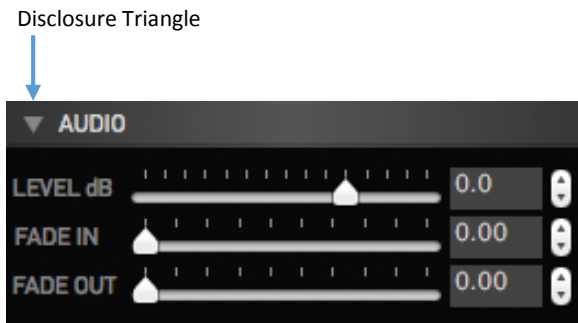 Disclosure Triangle
AUDIO
LEVEL dB 0.0
FADE IN 0.00
FADE OUT 0.00